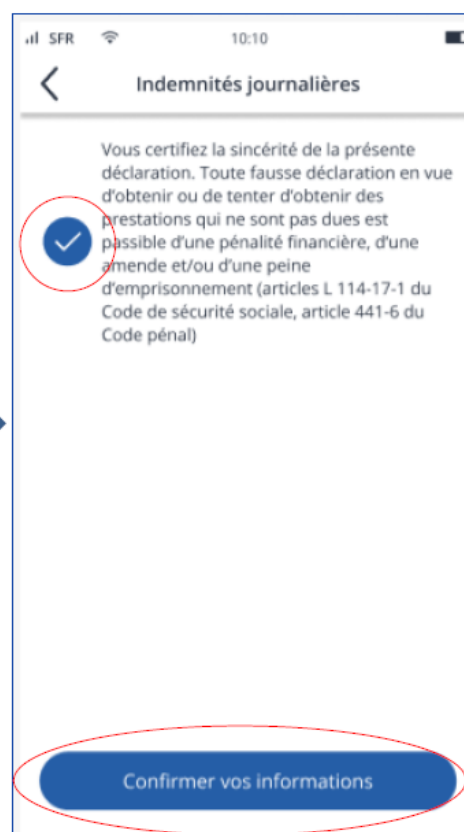 SFR 10:10
Indemnités journalières
Vous certifiez la sincérité de la présente
déclaration. Toute fausse déclaration en vue
d'obtenir ou de tenter d'obtenir des
prestations qui ne sont pas dues est
passible d'une pénalité financière, d'une
amende et/ou d'une peine
d'emprisonnement (articles L 114-17-1 du
Code de sécurité sociale, article 441-6 du
Code pénal)
Confirmer vos informations